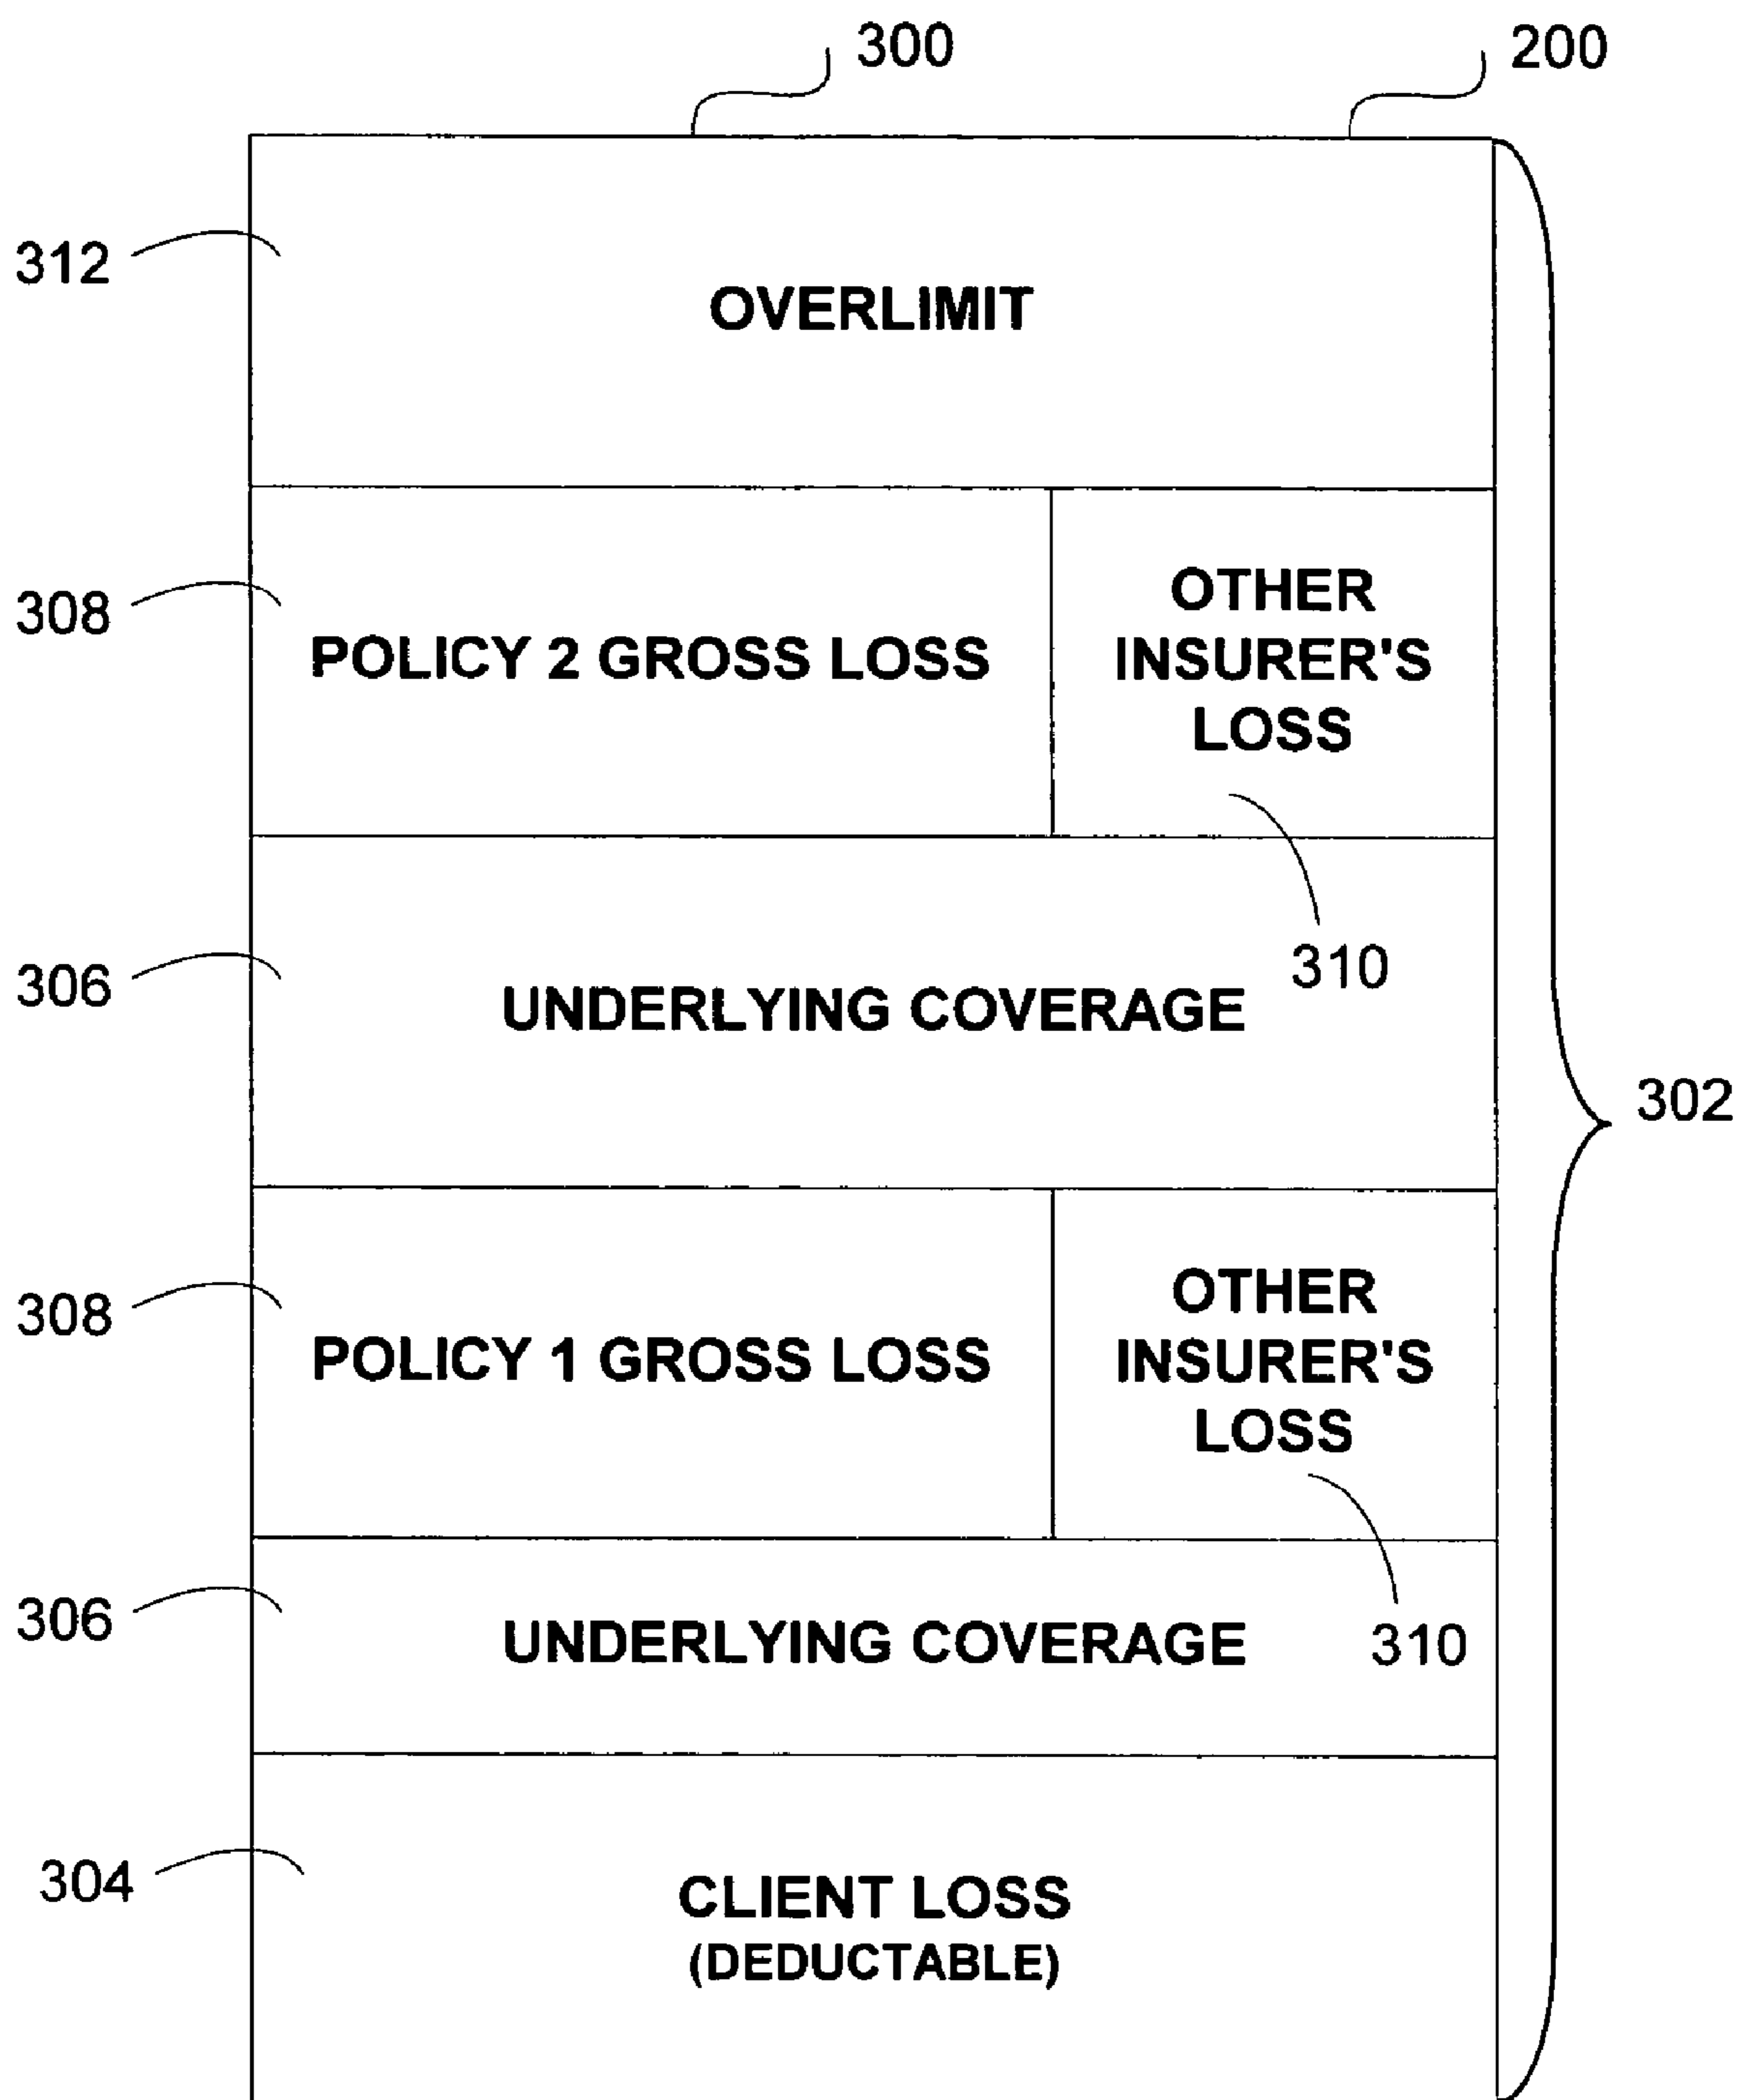 300
200
312
OVERLIMIT
308
POLICY 2 GROSS LOSS
OTHER
INSURER'S
LOSS
310
306
UNDERLYING COVERAGE
302
308
POLICY 1 GROSS LOSS
OTHER
INSURER'S
LOSS
310
306
UNDERLYING COVERAGE
304
CLIENT LOSS
(DEDUCTABLE)